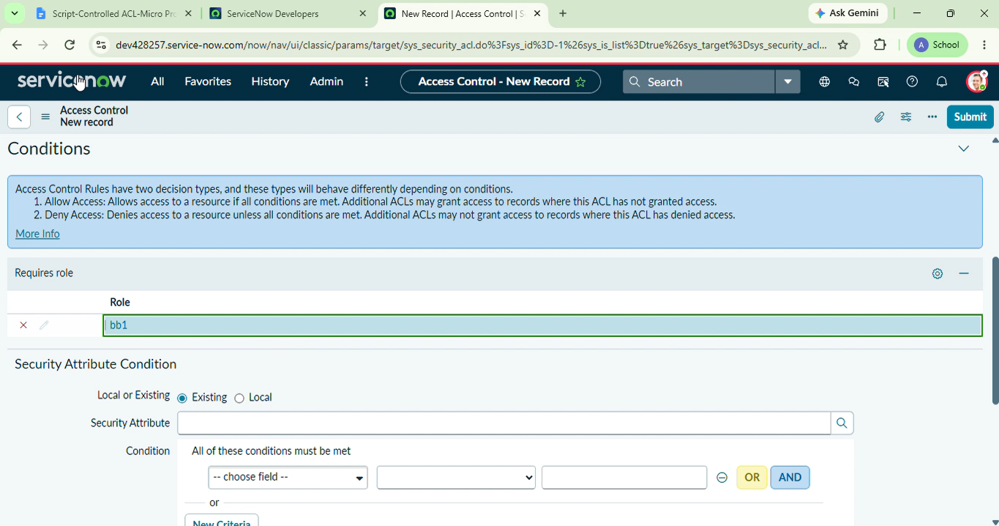 Script-Controlled ACL-Micro Pr
ServiceNow Developers
New Record | Access Control | S
Ask Gemini
dev428257.service-now.com/now/nav/ui/classic/params/target/sys_security_acl.do%3Fsys_id%3D-1%26sys_is_list%3Dtrue%26sys_target%3Dsys_security_acl...
A School
servicenow All Favorites History Admin
Access Control - New Record
Search
Access Control
New record
Submit
Conditions
Access Control Rules have two decision types, and these types will behave differently depending on conditions.
1. Allow Access: Allows access to a resource if all conditions are met. Additional ACLs may grant access to records where this ACL has not granted access.
2. Deny Access: Denies access to a resource unless all conditions are met. Additional ACLs may not grant access to records where this ACL has denied access.
More Info
Requires role
Role
bb1
Security Attribute Condition
Local or Existing Existing Local
Security Attribute
Condition All of these conditions must be met
-- choose field -- OR AND
or
New Criteria